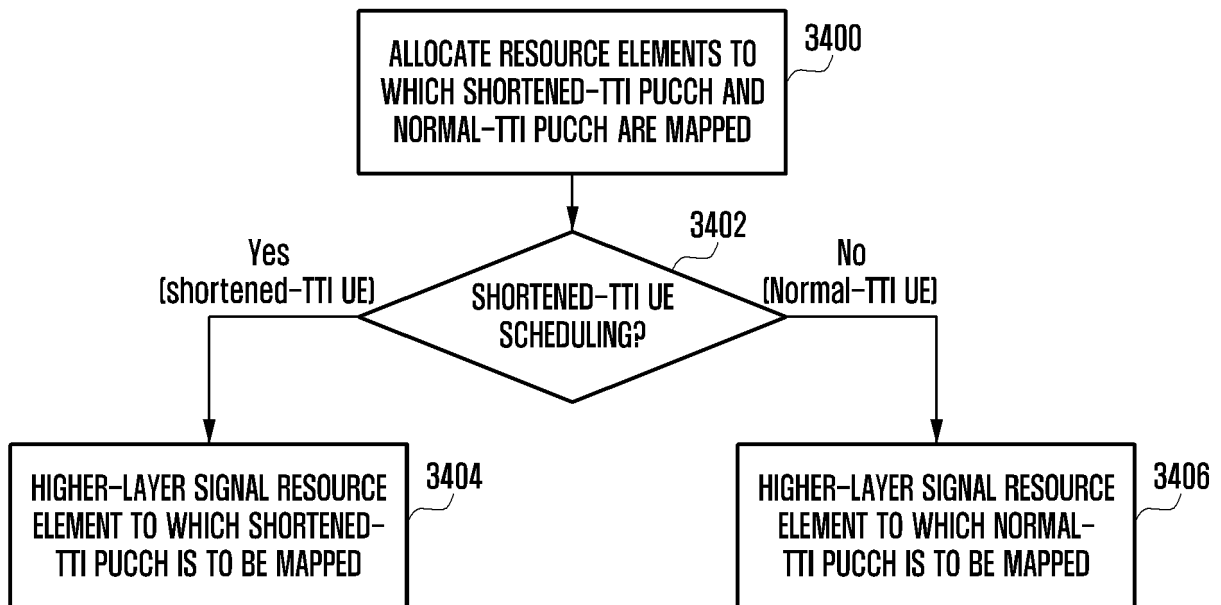 ALLOCATE RESOURCE ELEMENTS TO
WHICH SHORTENED-TTI PUCCH AND
NORMAL-TTI PUCCH ARE MAPPED
3400
3402
Yes
(shortened-TTI UE)
SHORTENED-TTI UE
SCHEDULING?
No
(Normal-TTI UE)
HIGHER-LAYER SIGNAL RESOURCE
ELEMENT TO WHICH SHORTENED-
TTI PUCCH IS TO BE MAPPED
3404
HIGHER-LAYER SIGNAL RESOURCE
ELEMENT TO WHICH NORMAL-
TTI PUCCH IS TO BE MAPPED
3406